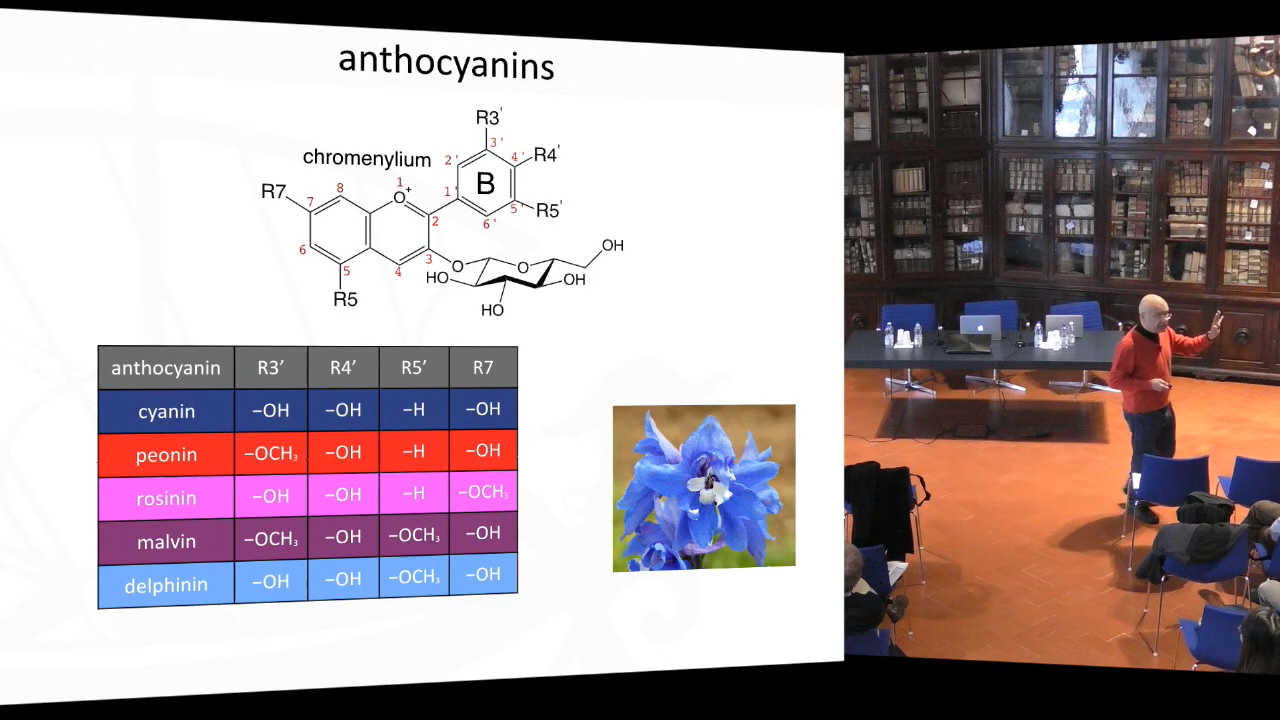 anthocyanins
R3'
3'
chromenylium
2'
4'
R4'
B
R7
8
1
O+
1'
7
2
5'
R5'
6'
6
3
OH
5
4
O
O
HO
OH
R5
HO
anthocyanin R3′ R4′ R5′ R7
cyanin −OH −OH −H −OH
peonin −OCH₃ −OH −H −OH
rosinin −OH −OH −H −OCH₃
malvin −OCH₃ −OH −OCH₃ −OH
delphinin −OH −OH −OCH₃ −OH